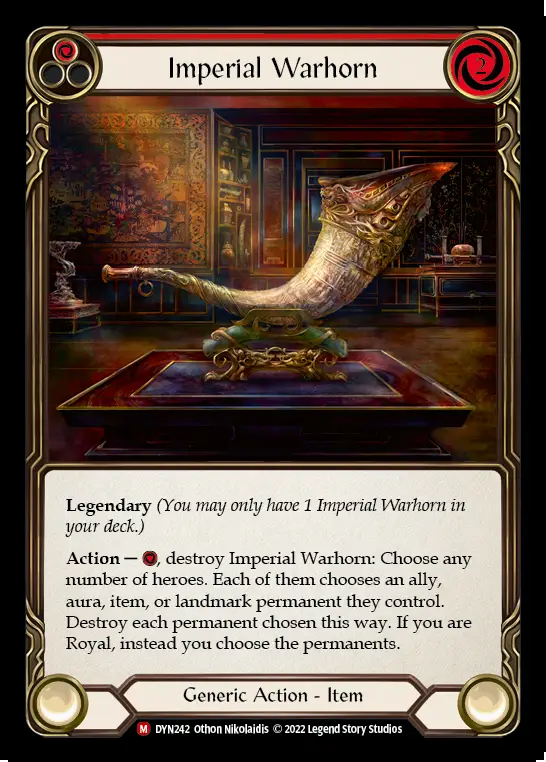 Imperial Warhorn
2
Legendary (You may only have 1 Imperial Warhorn in
your deck.)
Action — , destroy Imperial Warhorn: Choose any
number of heroes. Each of them chooses an ally,
aura, item, or landmark permanent they control.
Destroy each permanent chosen this way. If you are
Royal, instead you choose the permanents.
Generic Action - Item
M DYN242 Othon Nikolaidis © 2022 Legend Story Studios